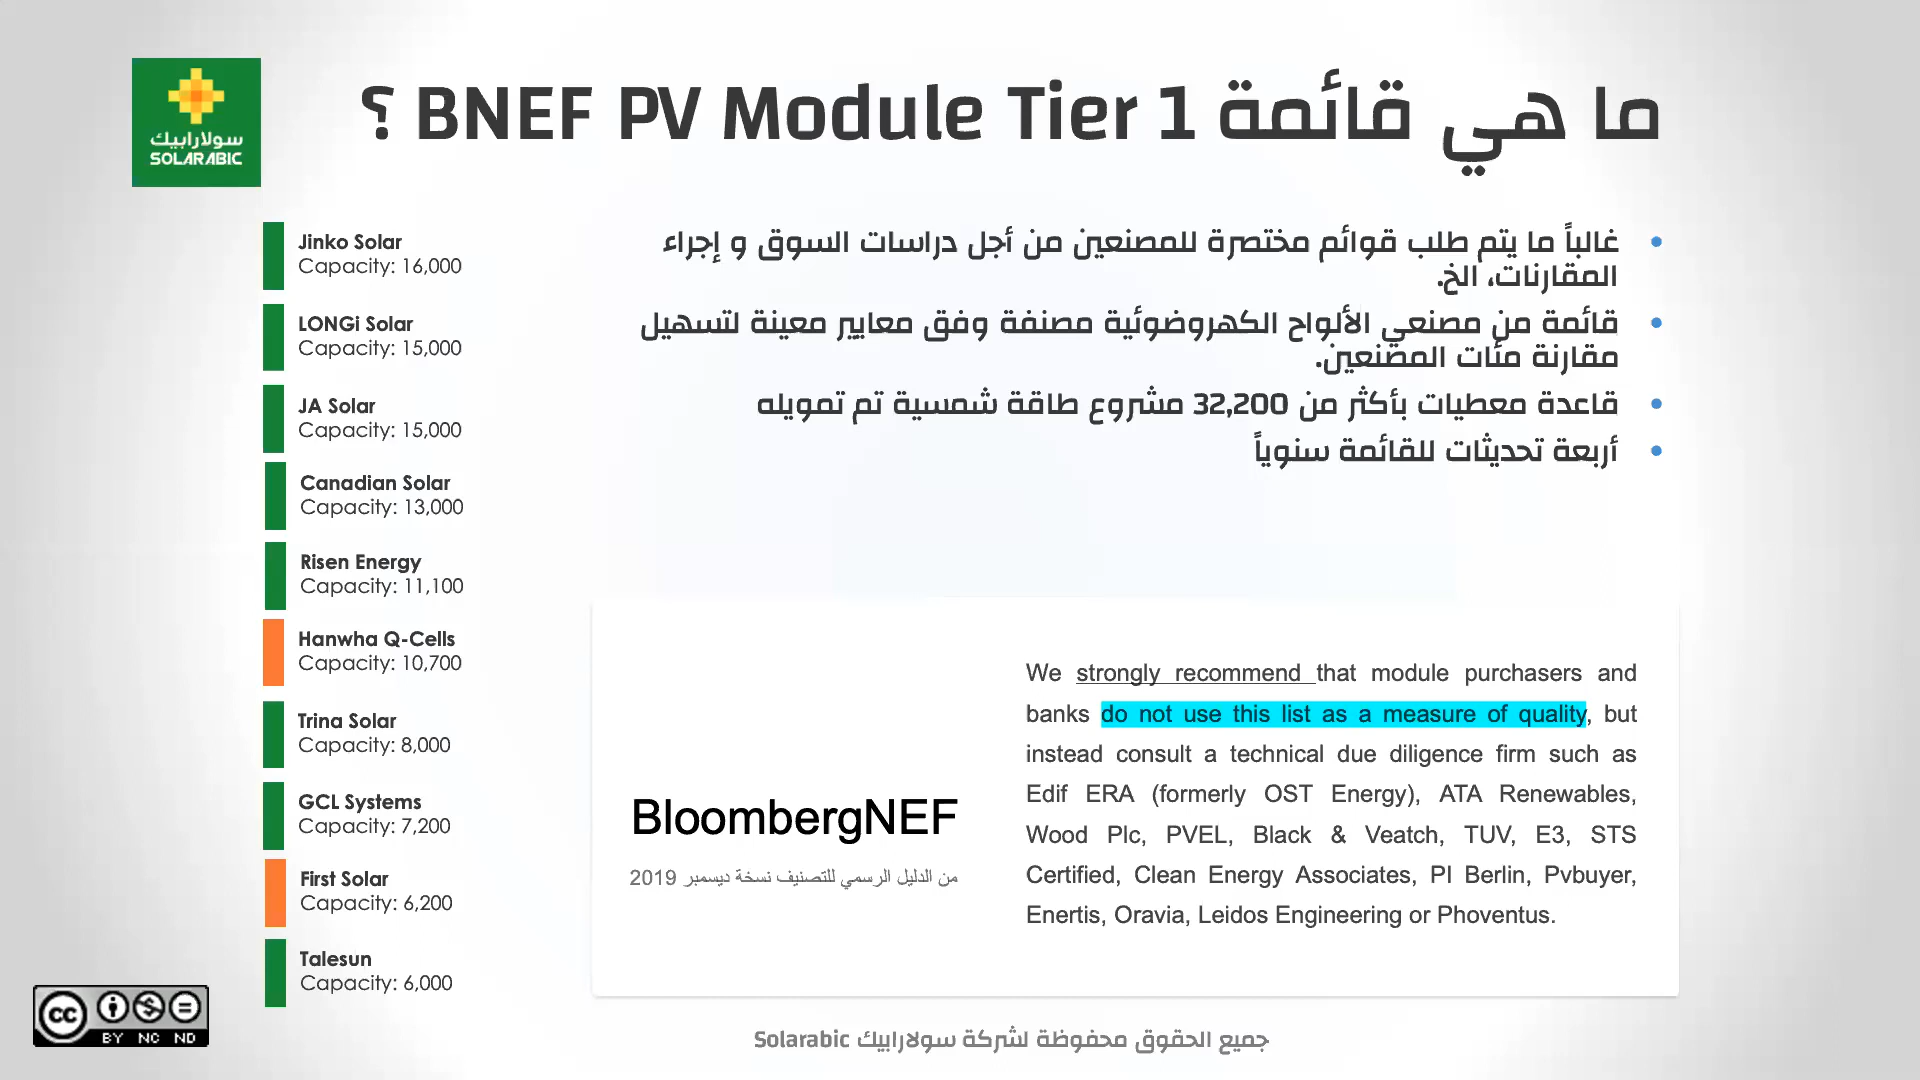 سولارابيك
SOLARABIC
ما هي قائمة BNEF PV Module Tier 1 ؟
غالباً ما يتم طلب قوائم مختصرة للمصنعين من أجل دراسات السوق و إجراء
المقارنات، الخ.
قائمة من مصنعي الألواح الكهروضوئية مصنفة وفق معايير معينة لتسهيل
مقارنة مئات المصنعين.
قاعدة معطيات بأكثر من 32,200 مشروع طاقة شمسية تم تمويله
أربعة تحديثات للقائمة سنوياً
Jinko Solar
Capacity: 16,000
LONGi Solar
Capacity: 15,000
JA Solar
Capacity: 15,000
Canadian Solar
Capacity: 13,000
Risen Energy
Capacity: 11,100
Hanwha Q-Cells
Capacity: 10,700
Trina Solar
Capacity: 8,000
GCL Systems
Capacity: 7,200
First Solar
Capacity: 6,200
Talesun
Capacity: 6,000
BloombergNEF
من الدليل الرسمي للتصنيف نسخة ديسمبر 2019
We strongly recommend that module purchasers and
banks do not use this list as a measure of quality, but
instead consult a technical due diligence firm such as
Edif ERA (formerly OST Energy), ATA Renewables,
Wood Plc, PVEL, Black & Veatch, TUV, E3, STS
Certified, Clean Energy Associates, PI Berlin, Pvbuyer,
Enertis, Oravia, Leidos Engineering or Phoventus.
cc
BY NC ND
جميع الحقوق محفوظة لشركة سولارابيك Solarabic